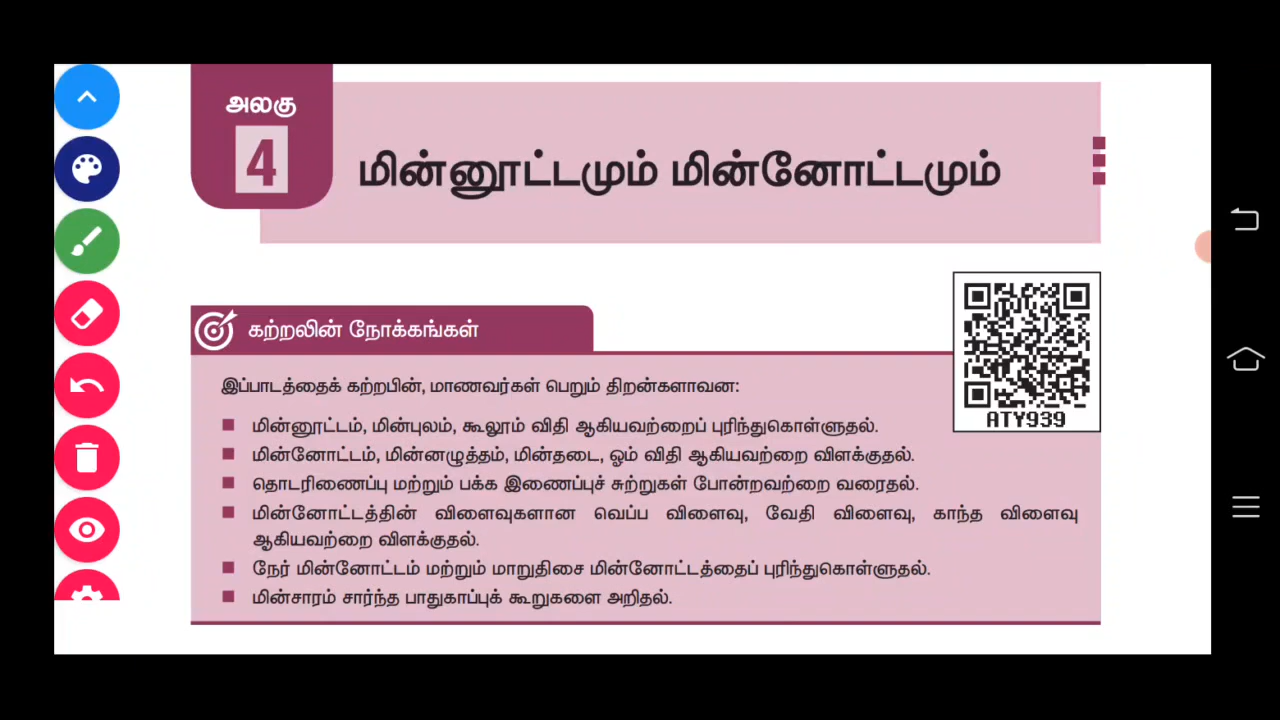 அலகு
4
மின்னூட்டமும் மின்னோட்டமும்
கற்றலின் நோக்கங்கள்
ATY939
இப்பாடத்தைக் கற்றபின், மாணவர்கள் பெறும் திறன்களாவன:
மின்னூட்டம், மின்புலம், கூலூம் விதி ஆகியவற்றைப் புரிந்துகொள்ளுதல்.
மின்னோட்டம், மின்னழுத்தம், மின்தடை, ஓம் விதி ஆகியவற்றை விளக்குதல்.
தொடரிணைப்பு மற்றும் பக்க இணைப்புச் சுற்றுகள் போன்றவற்றை வரைதல்.
மின்னோட்டத்தின் விளைவுகளான வெப்ப விளைவு, வேதி விளைவு, காந்த விளைவு
ஆகியவற்றை விளக்குதல்.
நேர் மின்னோட்டம் மற்றும் மாறுதிசை மின்னோட்டத்தைப் புரிந்துகொள்ளுதல்.
மின்சாரம் சார்ந்த பாதுகாப்புக் கூறுகளை அறிதல்.